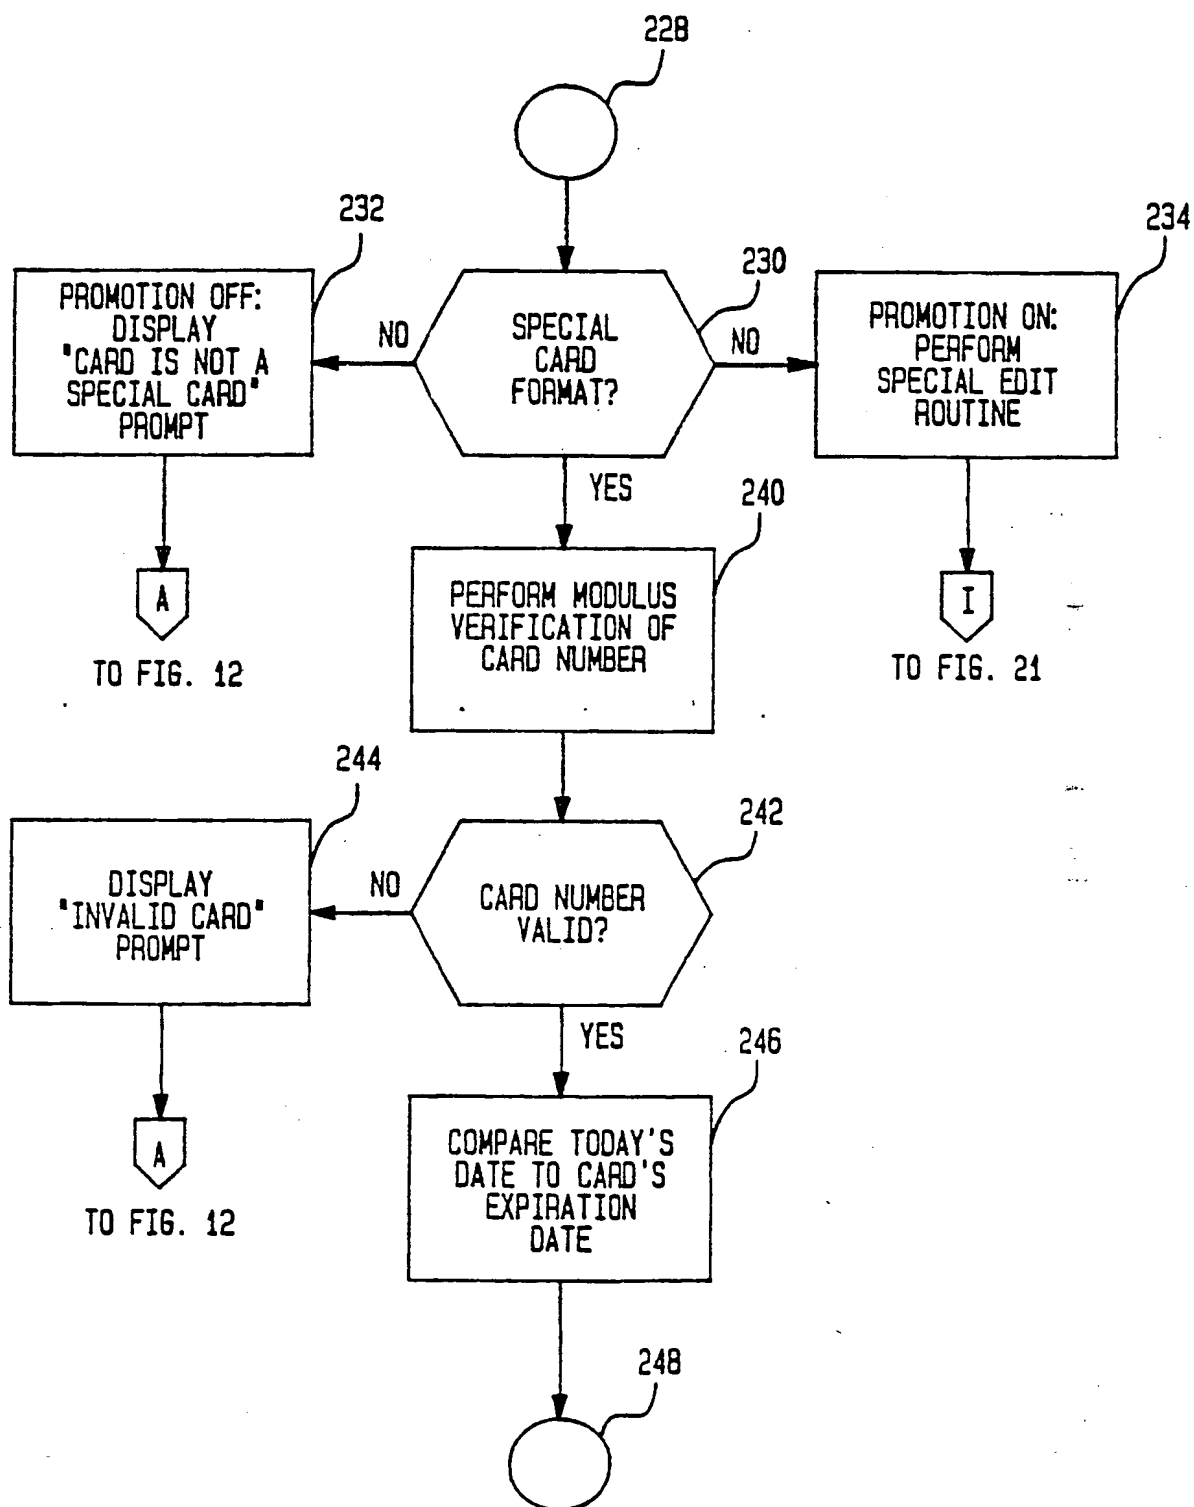 228
232
230
234
PROMOTION OFF:
DISPLAY
"CARD IS NOT A
SPECIAL CARD"
PROMPT
NO
SPECIAL
CARD
FORMAT?
NO
PROMOTION ON:
PERFORM
SPECIAL EDIT
ROUTINE
YES
240
A
TO FIG. 12
PERFORM MODULUS
VERIFICATION OF
CARD NUMBER
I
TO FIG. 21
244
242
DISPLAY
"INVALID CARD"
PROMPT
NO
CARD NUMBER
VALID?
YES
246
A
TO FIG. 12
COMPARE TODAY'S
DATE TO CARD'S
EXPIRATION
DATE
248